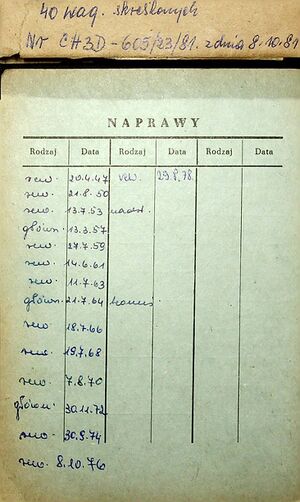 40 wag. skreślonych
Nr CH3D-605/23/81. z dnia 8.10.81
NAPRAWY
Rodzaj Data Rodzaj Data Rodzaj Data
rew. 20.4.47 rew. 29.8.78.
rew. 21.8.50
rew. 13.7.53
główn. 13.3.57
rew. 27.7.59
rew. 14.6.61
rew. 11.7.63
główn. 21.7.64
rew. 18.7.66
rew. 19.7.68
rew. 7.8.70
główn. 30.11.72
rew. 30.9.74
rew. 8.10.76